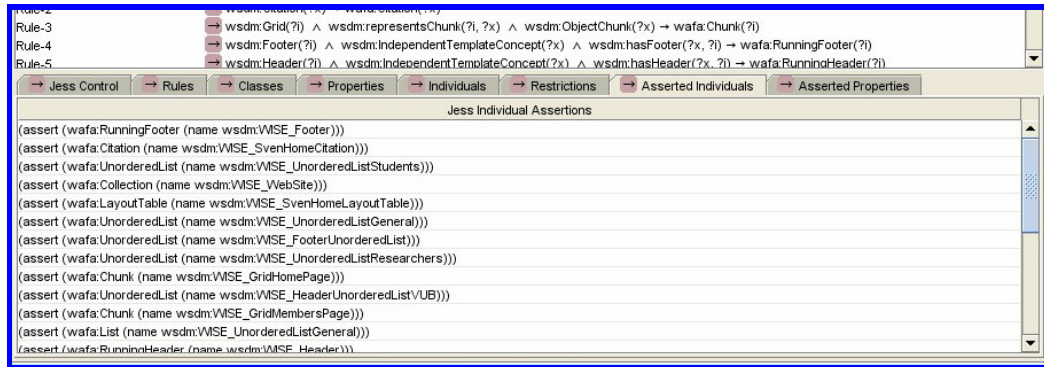 Rule-2 → wsdm:Citation(?x) → wafa:Citation(?x)
Rule-3 → wsdm:Grid(?i) ∧ wsdm:representsChunk(?i, ?x) ∧ wsdm:ObjectChunk(?x) → wafa:Chunk(?i)
Rule-4 → wsdm:Footer(?i) ∧ wsdm:IndependentTemplateConcept(?x) ∧ wsdm:hasFooter(?x, ?i) → wafa:RunningFooter(?i)
Rule-5 → wsdm:Header(?i) ∧ wsdm:IndependentTemplateConcept(?x) ∧ wsdm:hasHeader(?x, ?i) → wafa:RunningHeader(?i)
→ Jess Control → Rules → Classes → Properties → Individuals → Restrictions → Asserted Individuals → Asserted Properties
Jess Individual Assertions
(assert (wafa:RunningFooter (name wsdm:WISE_Footer)))
(assert (wafa:Citation (name wsdm:WISE_SvenHomeCitation)))
(assert (wafa:UnorderedList (name wsdm:WISE_UnorderedListStudents)))
(assert (wafa:Collection (name wsdm:WISE_WebSite)))
(assert (wafa:LayoutTable (name wsdm:WISE_SvenHomeLayoutTable)))
(assert (wafa:UnorderedList (name wsdm:WISE_UnorderedListGeneral)))
(assert (wafa:UnorderedList (name wsdm:WISE_FooterUnorderedList)))
(assert (wafa:UnorderedList (name wsdm:WISE_UnorderedListResearchers)))
(assert (wafa:Chunk (name wsdm:WISE_GridHomePage)))
(assert (wafa:UnorderedList (name wsdm:WISE_HeaderUnorderedListVUB)))
(assert (wafa:Chunk (name wsdm:WISE_GridMembersPage)))
(assert (wafa:List (name wsdm:WISE_UnorderedListGeneral)))
(assert (wafa:RunningHeader (name wsdm:WISE_Header)))